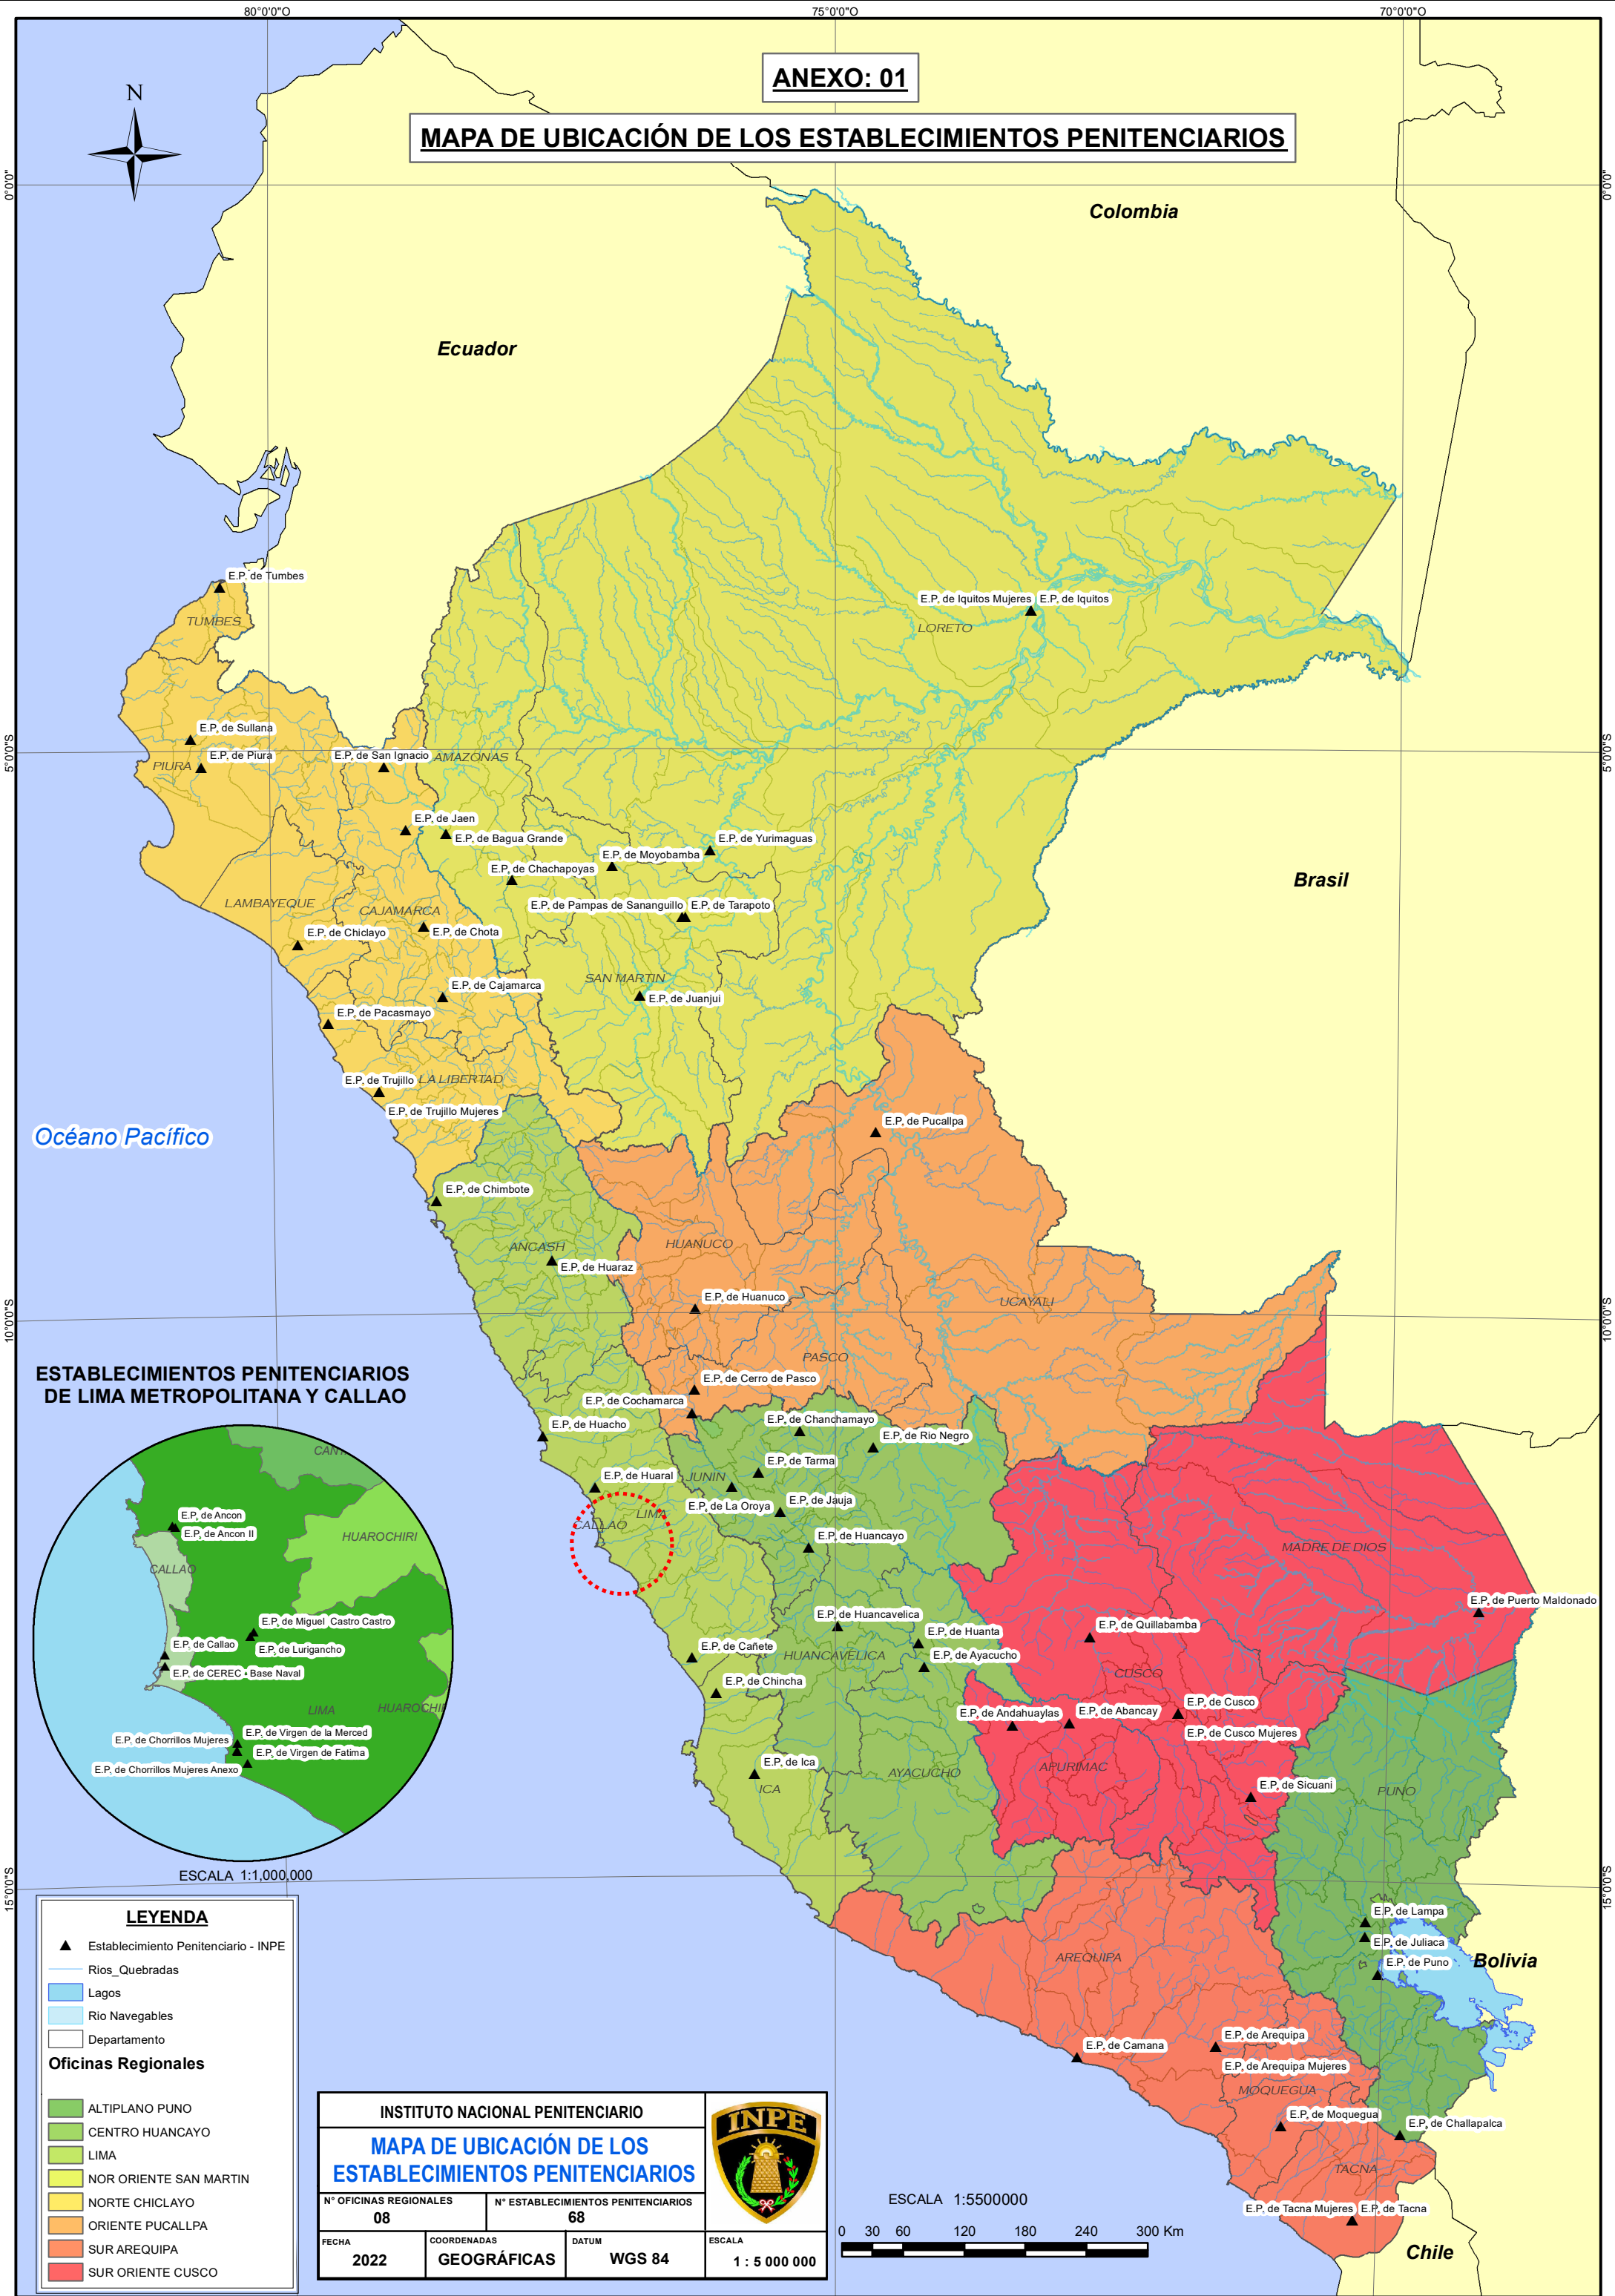 80°0'0"O
75°0'0"O
70°0'0"O
ANEXO: 01
MAPA DE UBICACIÓN DE LOS ESTABLECIMIENTOS PENITENCIARIOS
N
0°0'0"
0°0'0"
Colombia
Ecuador
E.P. de Tumbes
TUMBES
E.P. de Iquitos Mujeres
E.P. de Iquitos
LORETO
E.P. de Sullana
E.P. de Piura
PIURA
E.P. de San Ignacio
AMAZONAS
5°0'0"S
5°0'0"S
E.P. de Jaen
E.P. de Bagua Grande
E.P. de Yurimaguas
E.P. de Moyobamba
E.P. de Chachapoyas
Brasil
LAMBAYEQUE
CAJAMARCA
E.P. de Pampas de Sananguillo
E.P. de Tarapoto
E.P. de Chiclayo
E.P. de Chota
SAN MARTIN
E.P. de Cajamarca
E.P. de Juanjui
E.P. de Pacasmayo
E.P. de Trujillo
LA LIBERTAD
E.P. de Trujillo Mujeres
Océano Pacífico
E.P. de Pucallpa
E.P. de Chimbote
ANCASH
HUANUCO
E.P. de Huaraz
E.P. de Huanuco
UCAYALI
10°0'0"S
10°0'0"S
PASCO
E.P. de Cerro de Pasco
E.P. de Cochamarca
E.P. de Huacho
E.P. de Chanchamayo
E.P. de Rio Negro
E.P. de Tarma
E.P. de Huaral
JUNIN
E.P. de La Oroya
E.P. de Jauja
LIMA
CALLAO
E.P. de Huancayo
MADRE DE DIOS
E.P. de Puerto Maldonado
E.P. de Huancavelica
E.P. de Quillabamba
E.P. de Huanta
E.P. de Cañete
HUANCAVELICA
E.P. de Ayacucho
CUSCO
E.P. de Chincha
E.P. de Andahuaylas
E.P. de Abancay
E.P. de Cusco
E.P. de Cusco Mujeres
E.P. de Ica
ICA
AYACUCHO
APURIMAC
E.P. de Sicuani
PUNO
15°0'0"S
15°0'0"S
E.P. de Lampa
E.P. de Juliaca
E.P. de Puno
Bolivia
AREQUIPA
E.P. de Camana
E.P. de Arequipa
E.P. de Arequipa Mujeres
MOQUEGUA
E.P. de Moquegua
E.P. de Challapalca
TACNA
E.P. de Tacna Mujeres
E.P. de Tacna
Chile
ESTABLECIMIENTOS PENITENCIARIOS
DE LIMA METROPOLITANA Y CALLAO
CAN
E.P. de Ancon
E.P. de Ancon II
HUAROCHIRI
CALLAO
E.P. de Miguel Castro Castro
E.P. de Callao
E.P. de Lurigancho
E.P. de CEREC - Base Naval
LIMA
HUAROCHI
E.P. de Chorrillos Mujeres
E.P. de Virgen de la Merced
E.P. de Virgen de Fatima
E.P. de Chorrillos Mujeres Anexo
ESCALA 1:1,000,000
LEYENDA
Establecimiento Penitenciario - INPE
Rios_Quebradas
Lagos
Rio Navegables
Departamento
Oficinas Regionales
ALTIPLANO PUNO
CENTRO HUANCAYO
LIMA
NOR ORIENTE SAN MARTIN
NORTE CHICLAYO
ORIENTE PUCALLPA
SUR AREQUIPA
SUR ORIENTE CUSCO
INSTITUTO NACIONAL PENITENCIARIO
MAPA DE UBICACIÓN DE LOS
ESTABLECIMIENTOS PENITENCIARIOS
INPE
N° OFICINAS REGIONALES
08
N° ESTABLECIMIENTOS PENITENCIARIOS
68
FECHA
2022
COORDENADAS
GEOGRÁFICAS
DATUM
WGS 84
ESCALA
1 : 5 000 000
ESCALA 1:5500000
0 30 60 120 180 240 300 Km